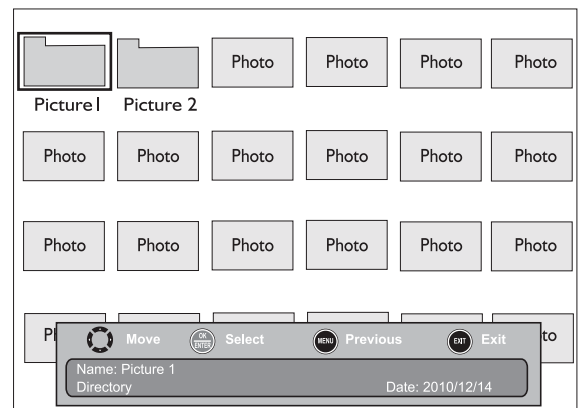 Photo Photo Photo Photo
Picture1 Picture 2
Photo Photo Photo Photo Photo Photo
Photo Photo Photo Photo Photo Photo
Move OK ENTER Select MENU Previous EXIT Exit
Name: Picture 1
Directory Date: 2010/12/14